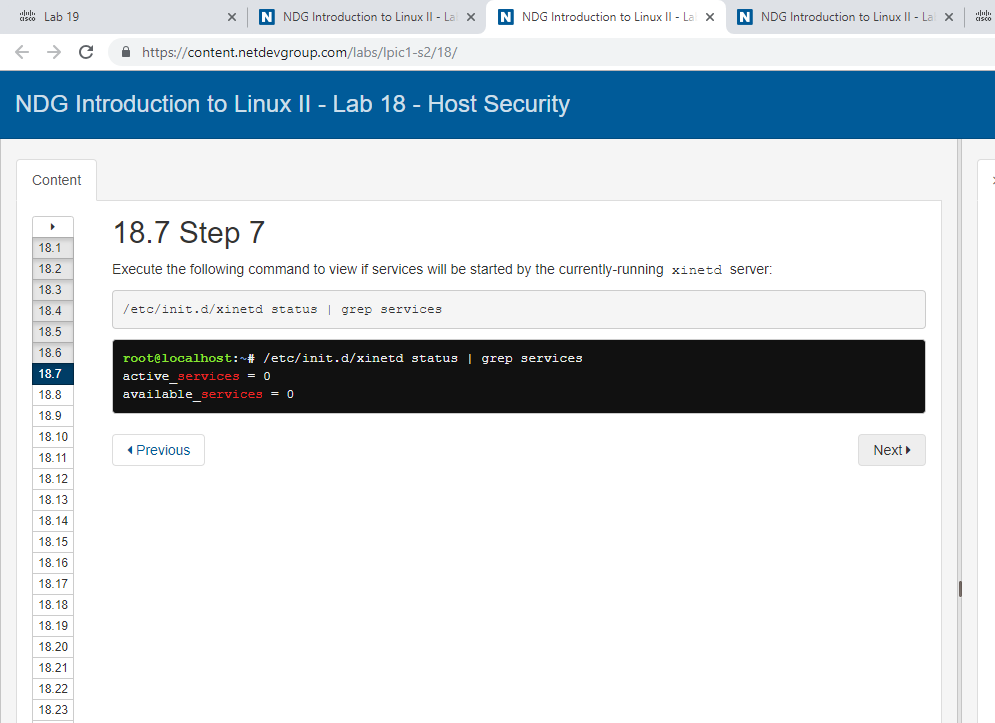 Lab 19
NDG Introduction to Linux II - La
NDG Introduction to Linux II - La
NDG Introduction to Linux II - La
https://content.netdevgroup.com/labs/lpic1-s2/18/
NDG Introduction to Linux II - Lab 18 - Host Security
Content
18.1
18.2
18.3
18.4
18.5
18.6
18.7
18.8
18.9
18.10
18.11
18.12
18.13
18.14
18.15
18.16
18.17
18.18
18.19
18.20
18.21
18.22
18.23
18.7 Step 7
Execute the following command to view if services will be started by the currently-running xinetd server:
/etc/init.d/xinetd status | grep services
root@localhost:~# /etc/init.d/xinetd status | grep services
active_services = 0
available_services = 0
Previous
Next